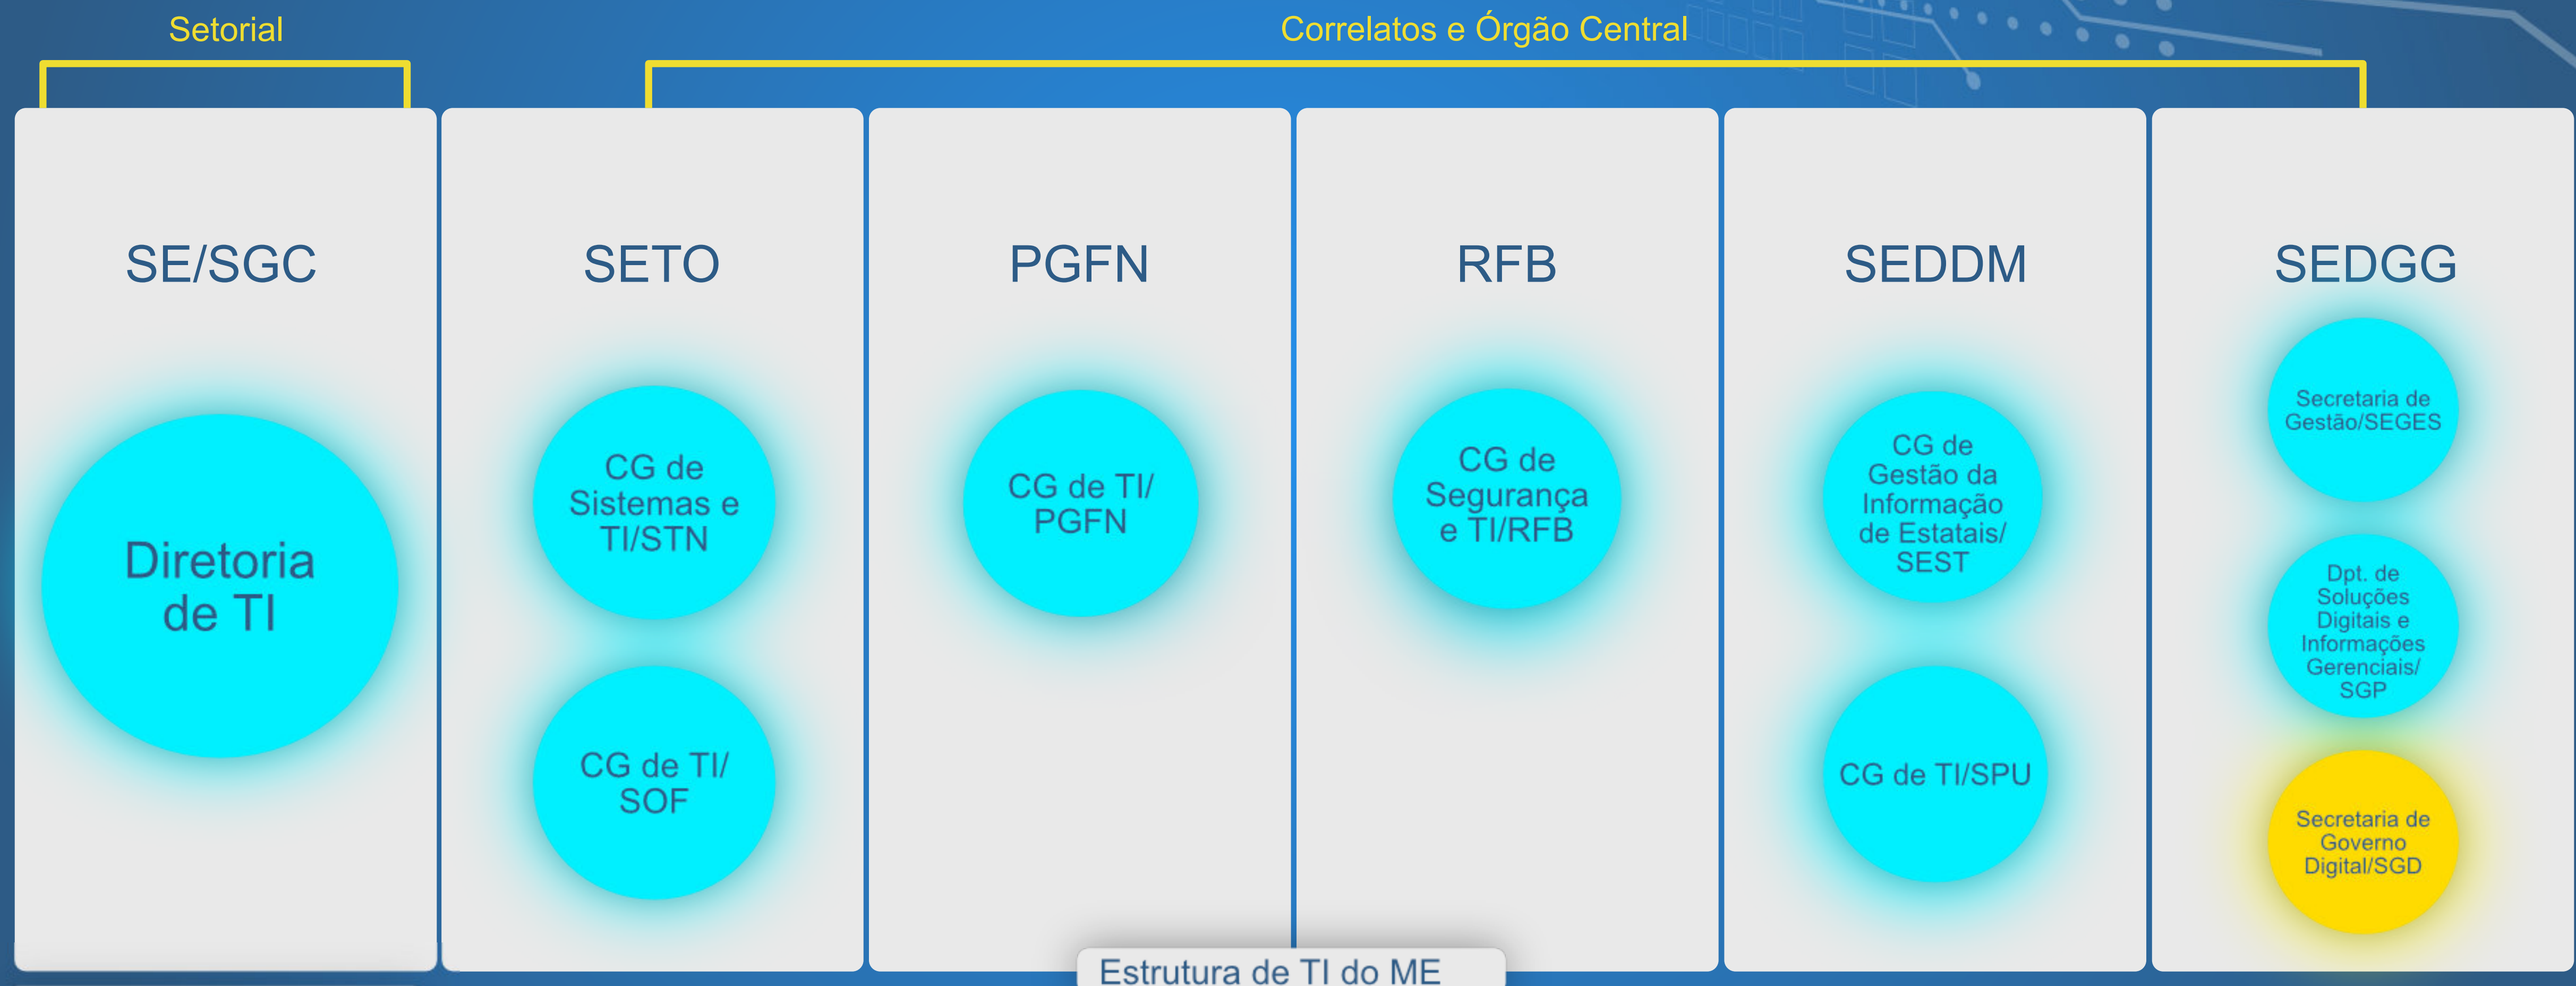 Setorial
Correlatos e Órgão Central
SE/SGC
Diretoria
de TI
SETO
CG de
Sistemas e
TI/STN
CG de TI/
SOF
PGFN
CG de TI/
PGFN
RFB
CG de
Segurança
e TI/RFB
SEDDM
CG de
Gestão da
Informação
de Estatais/
SEST
CG de TI/SPU
SEDGG
Secretaria de
Gestão/SEGES
Dpt. de
Soluções
Digitais e
Informações
Gerenciais/
SGP
Secretaria de
Governo
Digital/SGD
Estrutura de TI do ME